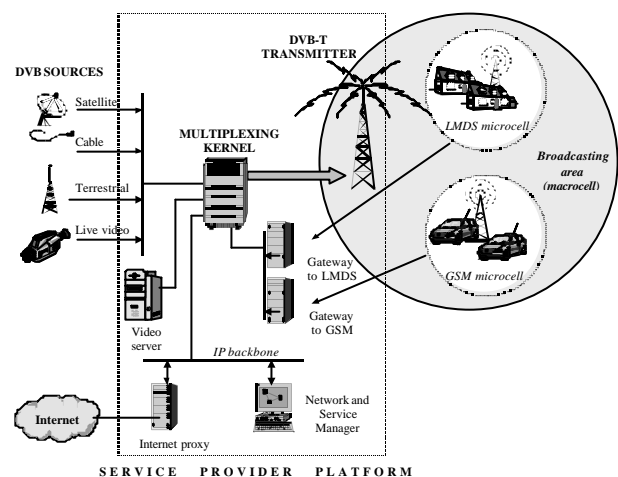 DVB-T
TRANSMITTER
DVB SOURCES
Satellite
LMDS microcell
MULTIPLEXING
KERNEL
Cable
Broadcasting
area
(macrocell)
Terrestrial
Live video
Gateway
to LMDS
GSM microcell
Gateway
to GSM
Video
server
IP backbone
Internet
Network and
Service
Manager
Internet proxy
SERVICE PROVIDER PLATFORM